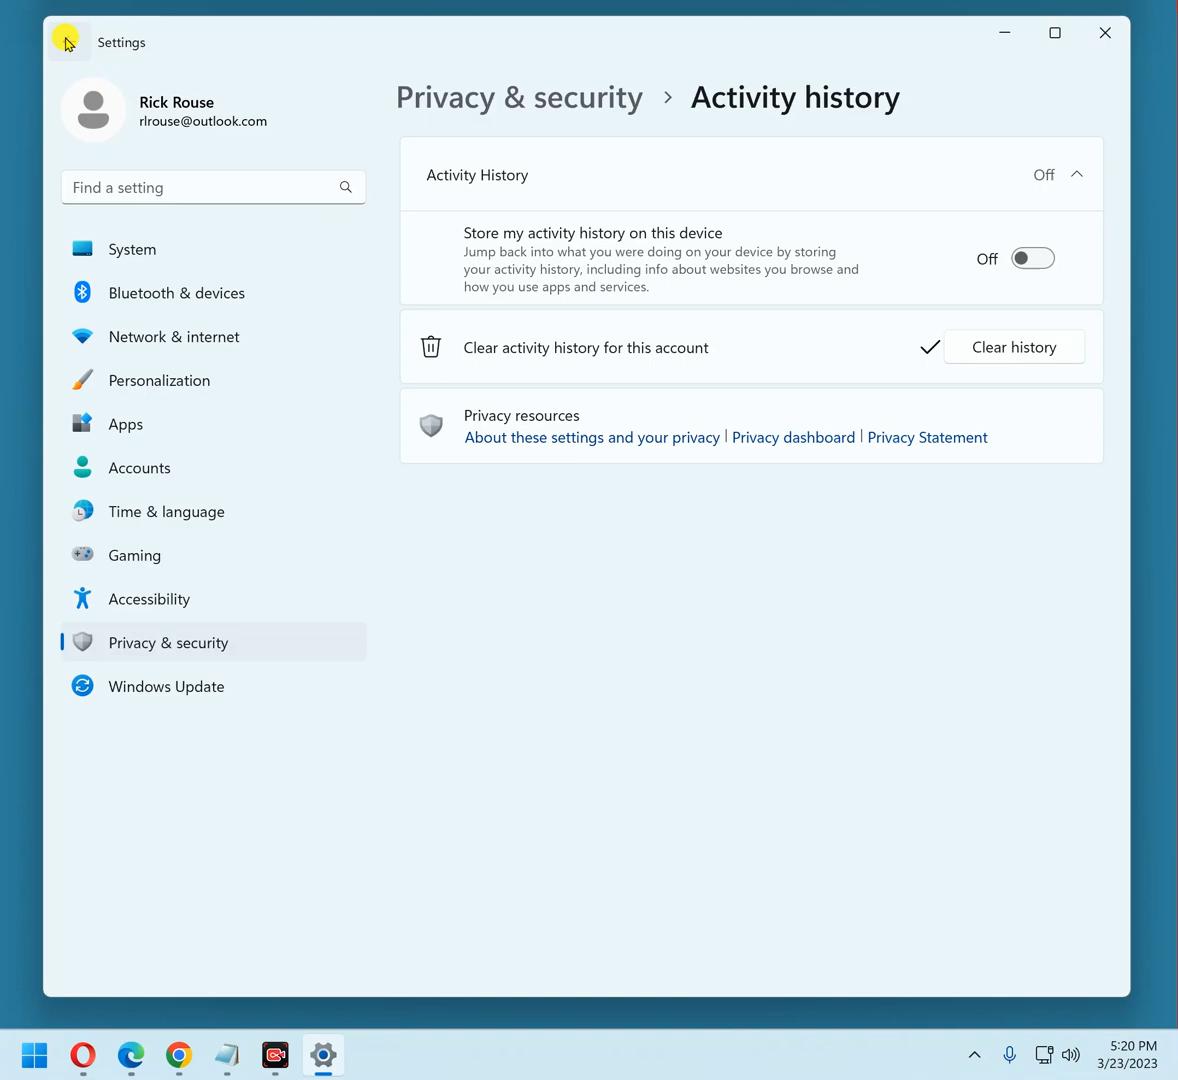 Settings
Rick Rouse
rlrouse@outlook.com
Find a setting
System
Bluetooth & devices
Network & internet
Personalization
Apps
Accounts
Time & language
Gaming
Accessibility
Privacy & security
Windows Update
Privacy & security > Activity history
Activity History Off
Store my activity history on this device
Jump back into what you were doing on your device by storing
your activity history, including info about websites you browse and
how you use apps and services.
Off
Clear activity history for this account Clear history
Privacy resources
About these settings and your privacy | Privacy dashboard | Privacy Statement
5:20 PM
3/23/2023